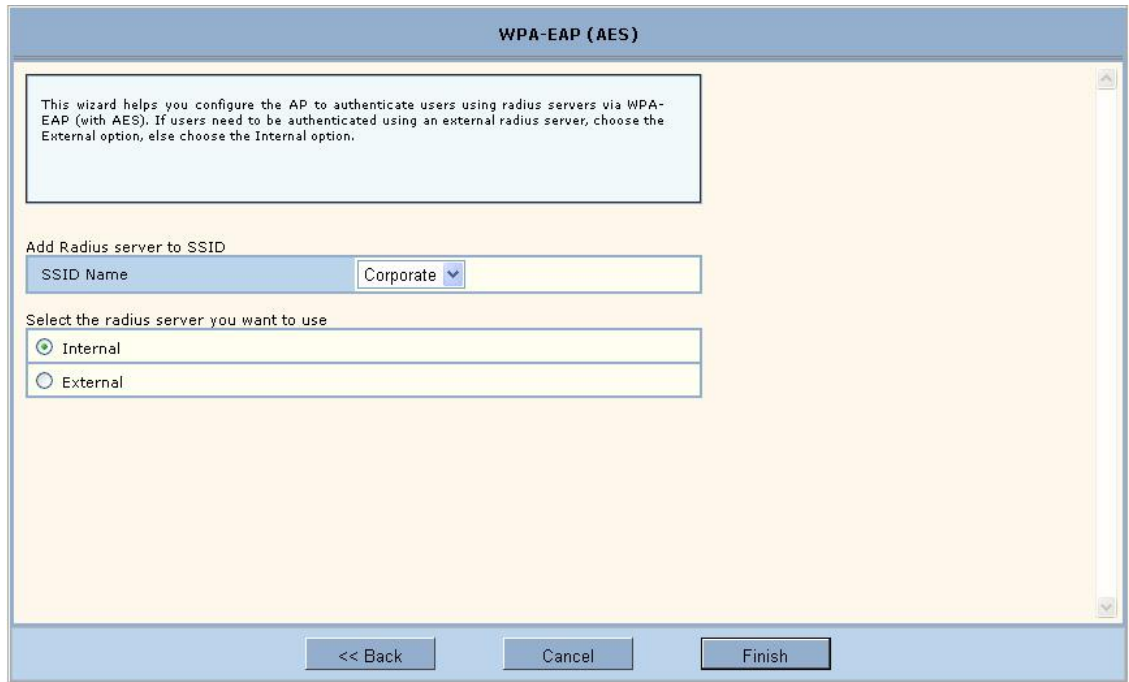 WPA-EAP (AES)
This wizard helps you configure the AP to authenticate users using radius servers via WPA-
EAP (with AES). If users need to be authenticated using an external radius server, choose the
External option, else choose the Internal option.
Add Radius server to SSID
SSID Name
Corporate
Select the radius server you want to use
Internal
External
<< Back
Cancel
Finish